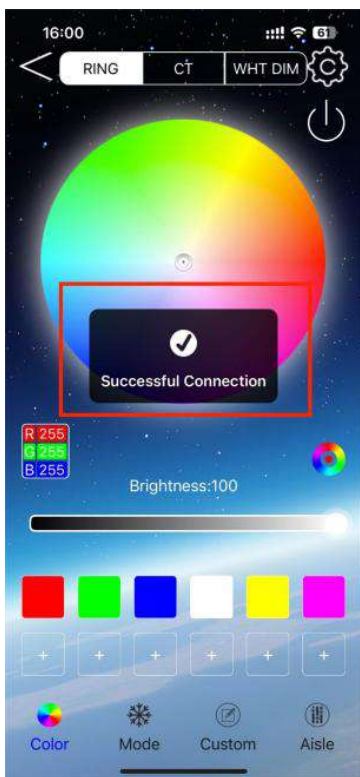 16:00
61
RING
CT
WHT DIM
Successful Connection
R 255
G 255
B 255
Brightness:100
+ + + + + +
Color
Mode
Custom
Aisle